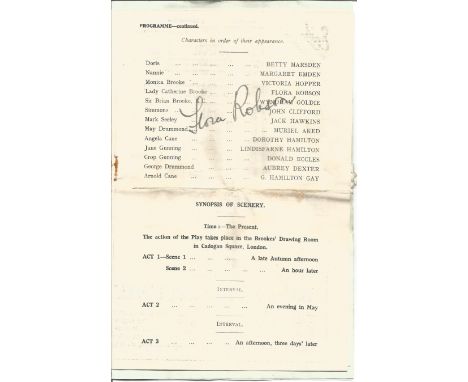 PROGRAMME—continued.
Characters in order of their appearance.
Doris ... ... ... ... ... BETTY MARSDEN
Nannie ... ... ... ... ... MARGARET EMDEN
Monica Brooke ... ... ... VICTORIA HOPPER
Lady Catherine Brooke ... FLORA ROBSON
Sir Brian Brooke, WYNDHAM GOLDIE
Simmons JOHN CLIFFORD
Mark Seeley JACK HAWKINS
Flora Robson
May Drummond MURIEL AKED
Angela Cane ... ... ... ... DOROTHY HAMILTON
June Gunning ... ... ... LINDISFARNE HAMILTON
Crop Gunning ... ... ... ... DONALD ECCLES
George Drummond ... ... ... AUBREY DEXTER
Arnold Cane ... ... ... ... G. HAMILTON GAY
SYNOPSIS OF SCENERY.
Time:—The Present.
The action of the Play takes place in the Brookes' Drawing Room
in Cadogan Square, London.
ACT 1—Scene 1 ... ... ... A late Autumn afternoon
Scene 2 ... ... ... ... ... An hour later
INTERVAL.
ACT 2 ... ... ... ... An evening in May
INTERVAL.
ACT 3 ... ... ... .. An afternoon, three days' later